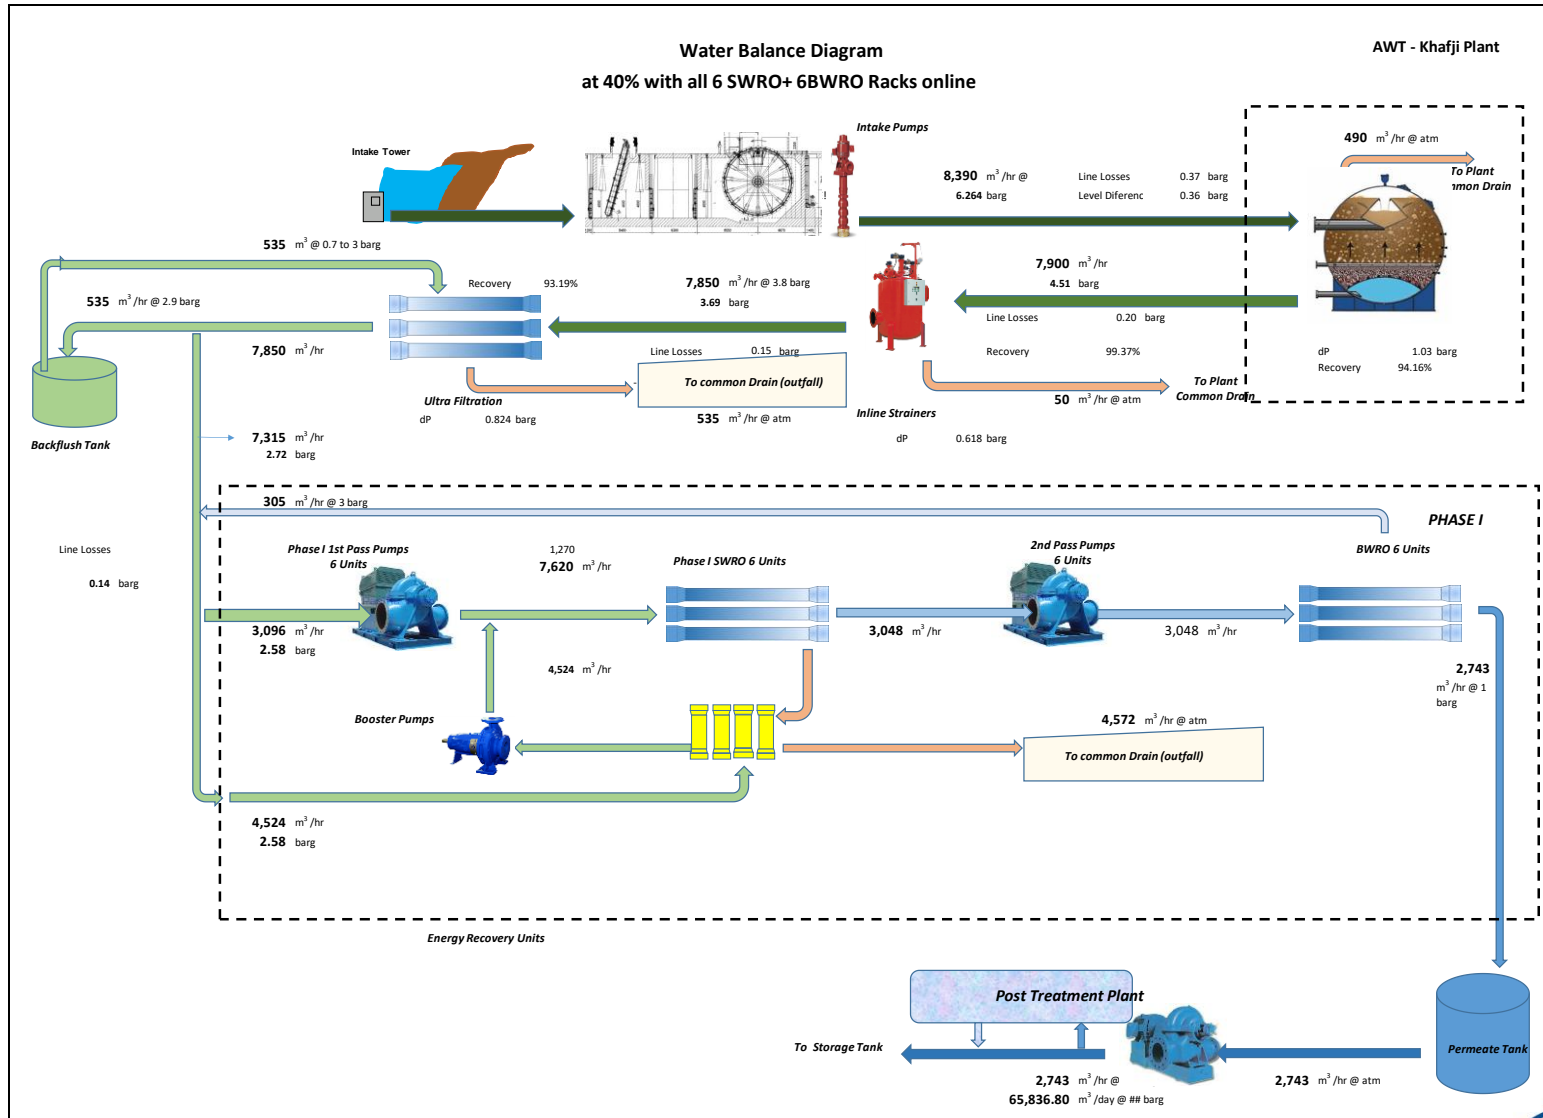 Water Balance Diagram
at 40% with all 6 SWRO+ 6BWRO Racks online
AWT - Khafji Plant
Intake Tower
Intake Pumps
490 m³/hr @ atm
To Plant
mmon Drain
8,390 m³/hr @
6.264 barg
Line Losses 0.37 barg
Level Diferenc 0.36 barg
535 m³ @ 0.7 to 3 barg
535 m³/hr @ 2.9 barg
Recovery 93.19%
7,850 m³/hr @ 3.8 barg
3.69 barg
7,900 m³/hr
4.51 barg
Line Losses 0.20 barg
7,850 m³/hr
Line Losses 0.15 barg
Recovery 99.37%
dP 1.03 barg
Recovery 94.16%
To common Drain (outfall)
535 m³/hr @ atm
Ultra Filtration
dP 0.824 barg
Inline Strainers
dP 0.618 barg
50 m³/hr @ atm
To Plant
Common Drain
Backflush Tank
7,315 m³/hr
2.72 barg
305 m³/hr @ 3 barg
PHASE I
Line Losses
0.14 barg
Phase I 1st Pass Pumps
6 Units
1,270
7,620 m³/hr
Phase I SWRO 6 Units
2nd Pass Pumps
6 Units
BWRO 6 Units
3,096 m³/hr
2.58 barg
3,048 m³/hr
3,048 m³/hr
4,524 m³/hr
2,743
m³/hr @ 1
barg
Booster Pumps
4,572 m³/hr @ atm
To common Drain (outfall)
4,524 m³/hr
2.58 barg
Energy Recovery Units
Post Treatment Plant
To Storage Tank
Permeate Tank
2,743 m³/hr @
65,836.80 m³/day @ ## barg
2,743 m³/hr @ atm